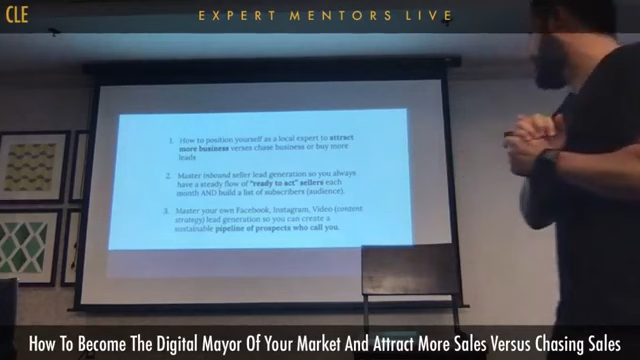 CLE
EXPERT MENTORS LIVE
1. How to position yourself as a local expert to attract
more business verses chase business or buy more
leads
2. Master inbound seller lead generation so you always
have a steady flow of "ready to act" sellers each
month AND build a list of subscribers (audience).
3. Master your own Facebook, Instagram, Video (content
strategy) lead generation so you can create a
sustainable pipeline of prospects who call you.
How To Become The Digital Mayor Of Your Market And Attract More Sales Versus Chasing Sales